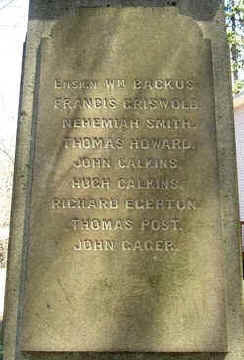 ENSIGN WM BACKUS.
FRANCIS GRISWOLD.
NEHEMIAH SMITH.
THOMAS HOWARD.
JOHN CALKINS.
HUGH CALKINS.
RICHARD EGERTON.
THOMAS POST.
JOHN GAGER.